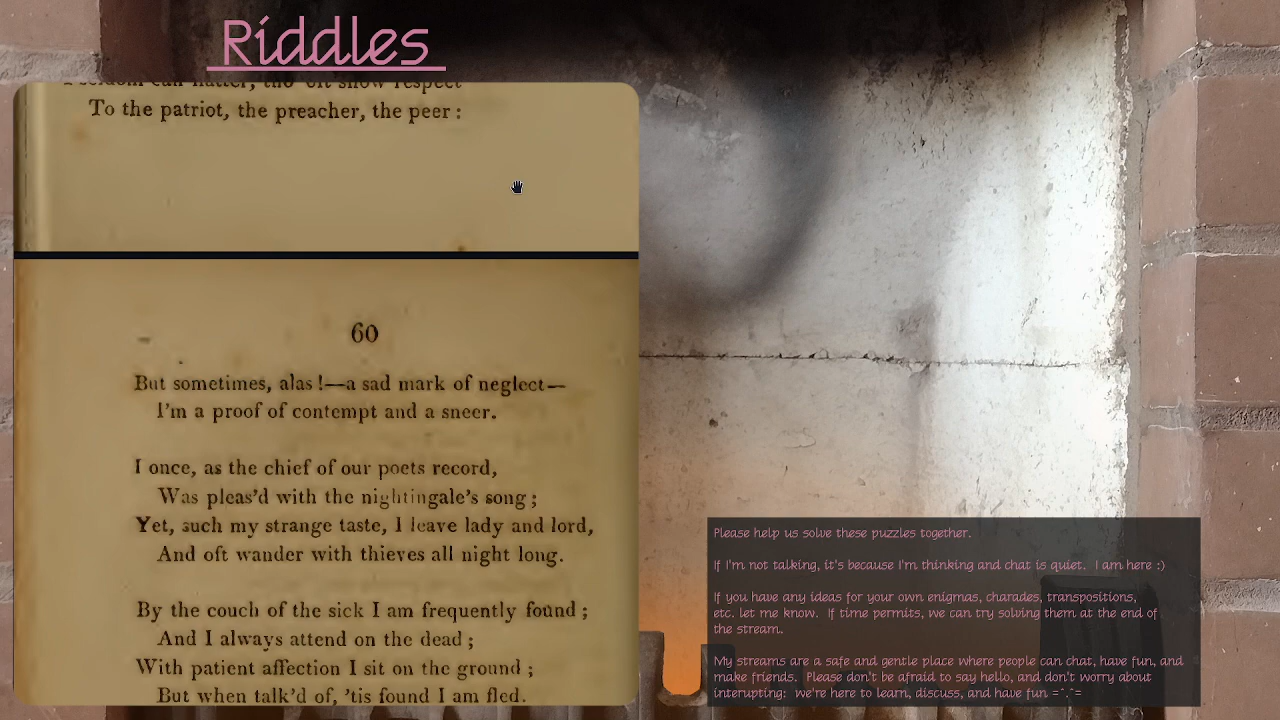 Riddles
I seldom can flatter, tho' oft show respect
To the patriot, the preacher, the peer :
60
But sometimes, alas !—a sad mark of neglect—
I'm a proof of contempt and a sneer.
I once, as the chief of our poets record,
Was pleas'd with the nightingale's song ;
Yet, such my strange taste, I leave lady and lord,
And oft wander with thieves all night long.
By the couch of the sick I am frequently found ;
And I always attend on the dead ;
With patient affection I sit on the ground ;
But when talk'd of, 'tis found I am fled.
Please help us solve these puzzles together.
If I'm not talking, it's because I'm thinking and chat is quiet. I am here :)
If you have any ideas for your own enigmas, charades, transpositions,
etc. let me know. If time permits, we can try solving them at the end of
the stream.
My streams are a safe and gentle place where people can chat, have fun, and
make friends. Please don't be afraid to say hello, and don't worry about
interupting: we're here to learn, discuss, and have fun =^.^=